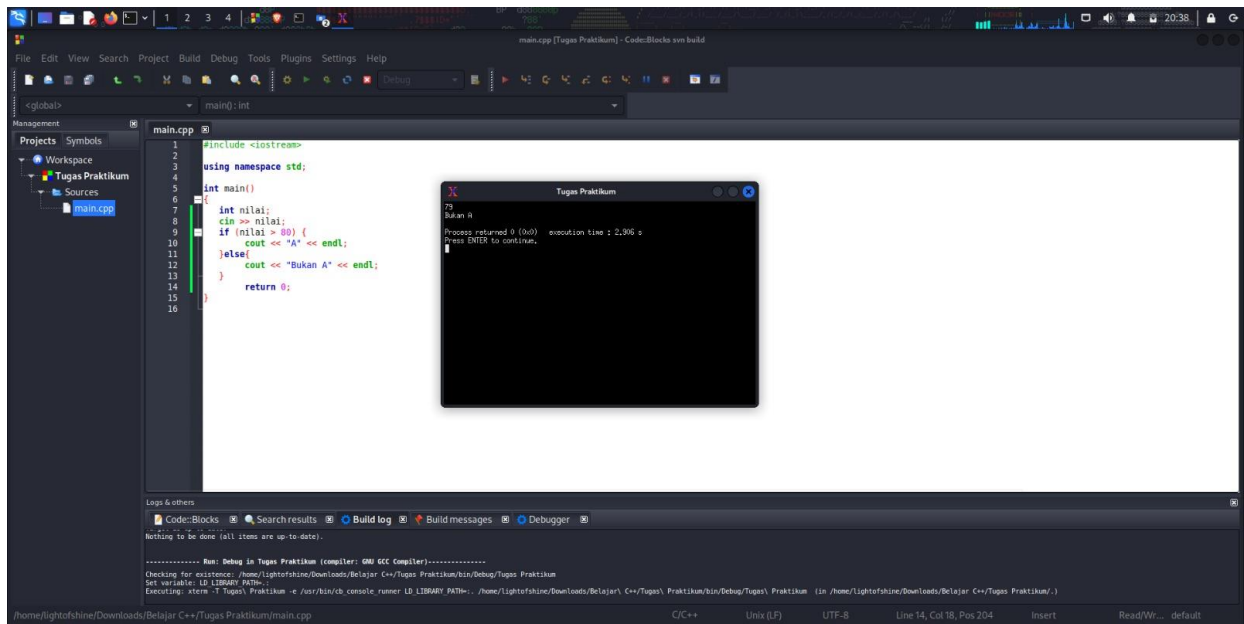 1 2 3 4
20:38
main.cpp [Tugas Praktikum] - Code::Blocks svn build
File Edit View Search Project Build Debug Tools Plugins Settings Help
Debug
<global> main() : int
Management
Projects Symbols
Workspace
Tugas Praktikum
Sources
main.cpp
main.cpp
1 #include <iostream>
2
3 using namespace std;
4
5 int main()
6 {
7 int nilai;
8 cin >> nilai;
9 if (nilai > 80) {
10 cout << "A" << endl;
11 }else{
12 cout << "Bukan A" << endl;
13 }
14 return 0;
15 }
16
Tugas Praktikum
79
Bukan A
Process returned 0 (0x0) execution time : 2.906 s
Press ENTER to continue.
Logs & others
Code::Blocks Search results Build log Build messages Debugger
Nothing to be done (all items are up-to-date).
-------------- Run: Debug in Tugas Praktikum (compiler: GNU GCC Compiler)---------------
Checking for existence: /home/lightofshine/Downloads/Belajar C++/Tugas Praktikum/bin/Debug/Tugas Praktikum
Set variable: LD_LIBRARY_PATH=.:
Executing: xterm -T Tugas\ Praktikum -e /usr/bin/cb_console_runner LD_LIBRARY_PATH=:. /home/lightofshine/Downloads/Belajar\ C++/Tugas\ Praktikum/bin/Debug/Tugas\ Praktikum (in /home/lightofshine/Downloads/Belajar C++/Tugas Praktikum/.)
/home/lightofshine/Downloads/Belajar C++/Tugas Praktikum/main.cpp C/C++ Unix (LF) UTF-8 Line 14, Col 18, Pos 204 Insert Read/Wr... default